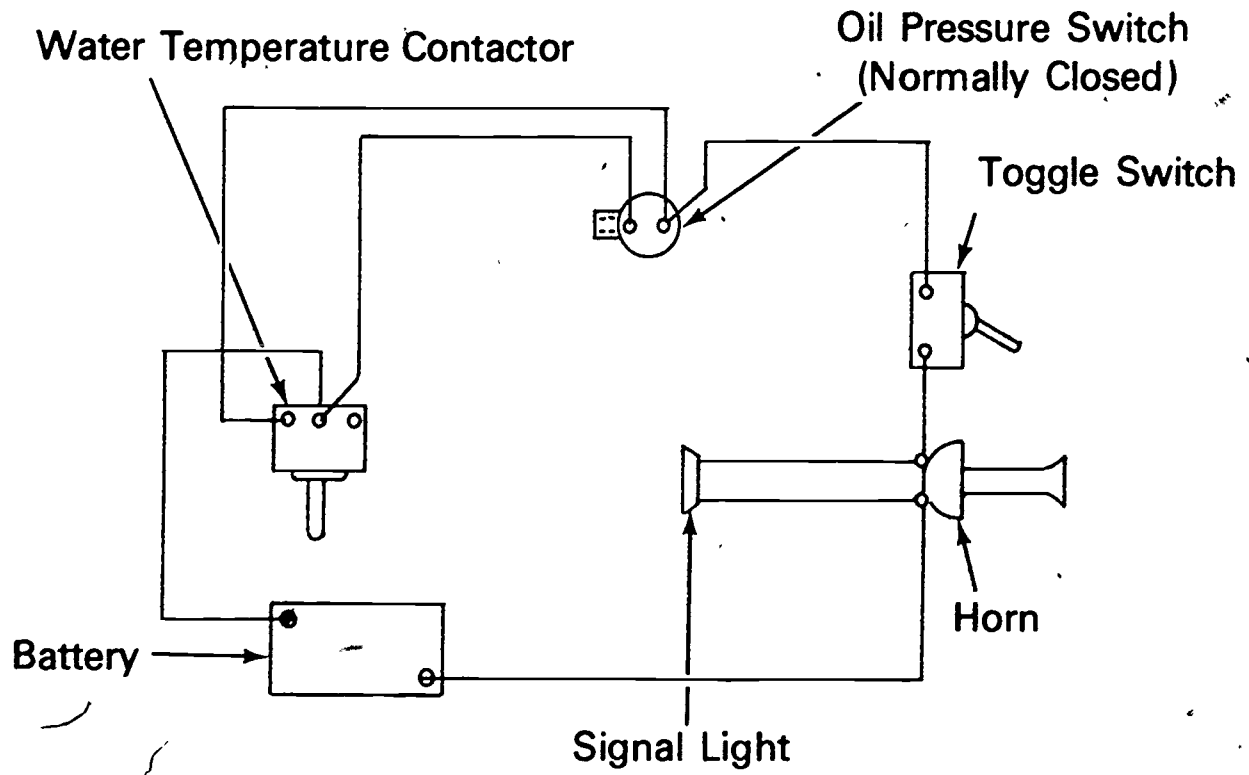 Water Temperature Contactor
Oil Pressure Switch
(Normally Closed)
Toggle Switch
Horn
Battery
Signal Light